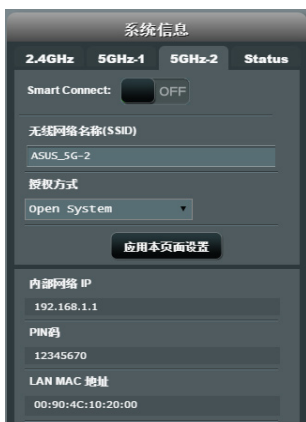 系统信息
2.4GHz 5GHz-1 5GHz-2 Status
Smart Connect: OFF
无线网络名称(SSID)
ASUS_5G-2
授权方式
Open System
应用本页面设置
内部网络 IP
192.168.1.1
PIN码
12345670
LAN MAC 地址
00:90:4C:10:20:00